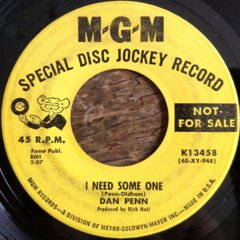 M-G-M
SPECIAL DISC JOCKEY RECORD
NOT
FOR SALE
45 R.P.M.
Fame Publ.
BMI
2:07
K13458
(65-XY-945)
I NEED SOME ONE
(Penn-Oldham)
DAN PENN
Produced by Rick Hall
MGM RECORDS - A DIVISION OF METRO-GOLDWYN-MAYER INC. - MADE IN U.S.A.